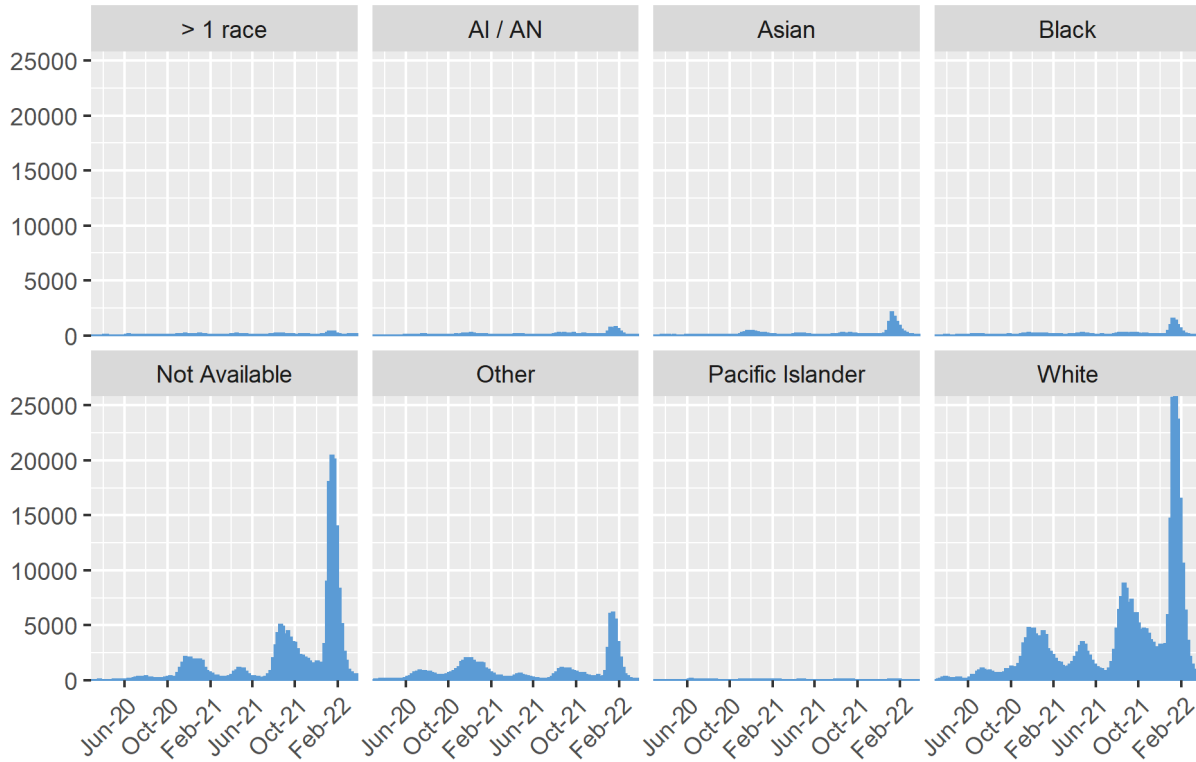 > 1 race
AI / AN
Asian
Black
25000
20000
15000
10000
5000
0
Not Available
Other
Pacific Islander
White
25000
20000
15000
10000
5000
0
Jun-20
Oct-20
Feb-21
Jun-21
Oct-21
Feb-22
Jun-20
Oct-20
Feb-21
Jun-21
Oct-21
Feb-22
Jun-20
Oct-20
Feb-21
Jun-21
Oct-21
Feb-22
Jun-20
Oct-20
Feb-21
Jun-21
Oct-21
Feb-22